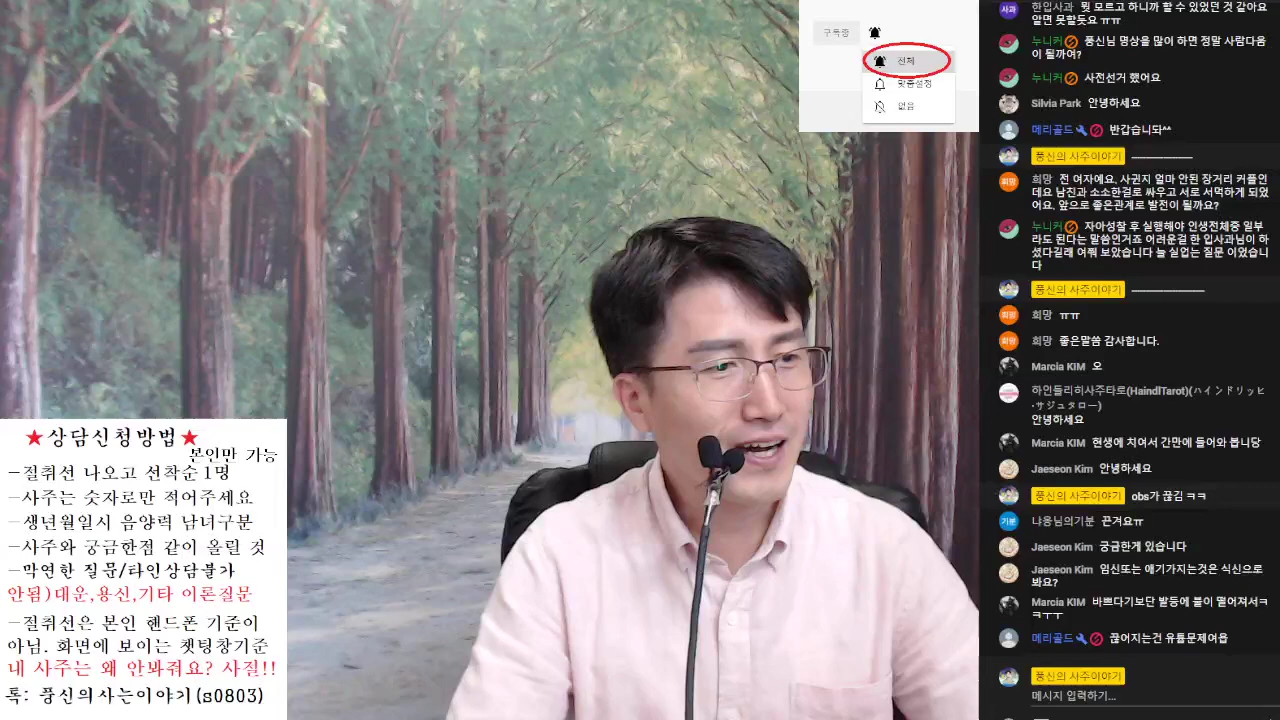 구독중
전체
맞춤설정
없음
★상담신청방법★
본인만 가능
-절취선 나오고 선착순1명
-사주는 숫자로만 적어주세요
-생년월일시 음양력 남녀구분
-사주와 궁금한점 같이 올릴 것
-막연한 질문/타인상담불가
안됨)대운,용신,기타 이론질문
-절취선은 본인 핸드폰 기준이
아님. 화면에 보이는 챗팅창기준
내 사주는 왜 안봐줘요? 사절!!
톡: 풍신의사는이야기(s0803)
사과 한입사과 뭣 모르고 하니까 할 수 있었던 것 같아요
알면 못할듯요 ㅠㅠ
누니커 풍신님 명상을 많이 하면 정말 사람다움
이 될까여?
누니커 사전선거 했어요
Silvia Park 안녕하세요
메리골드 반갑습니돠^^
풍신의 사주이야기 ----------------------
희망 희망 전 여자에요. 사귄지 얼마 안된 장거리 커플인
데요 남친과 소소한걸로 싸우고 서로 서먹하게 되었
어요. 앞으로 좋은관계로 발전이 될까요?
누니커 자아성찰 후 실행해야 인생전체중 일부
라도 된다는 말씀인거죠 어려운걸 한 입사과님이 하
셨다길래 여쭤 보았습니다 늘 실업는 질문 이었습니
다
풍신의 사주이야기 --------------------------
희망 희망 ㅠㅠ
희망 희망 좋은말씀 감사합니다.
Marcia KIM 오
하인들리히사주타로(HaindlTarot)(ハインドリッヒ
·サジュタロー)
안녕하세요
Marcia KIM 현생에 치여서 간만에 들어와 봅니당
Jaeseon Kim 안녕하세요
풍신의 사주이야기 obs가 끊김 ㅋㅋ
기분 냐옹님의기분 끈겨요ㅠ
Jaeseon Kim 궁금한게 있습니다
Jaeseon Kim 임신또는 애기가지는것은 식신으로
봐요?
Marcia KIM 바쁘다기보단 발등에 불이 떨어져서ㅋ
ㅋㅜㅜ
메리골드 끊어지는건 유튭문제여욥
풍신의 사주이야기
메시지 입력하기...